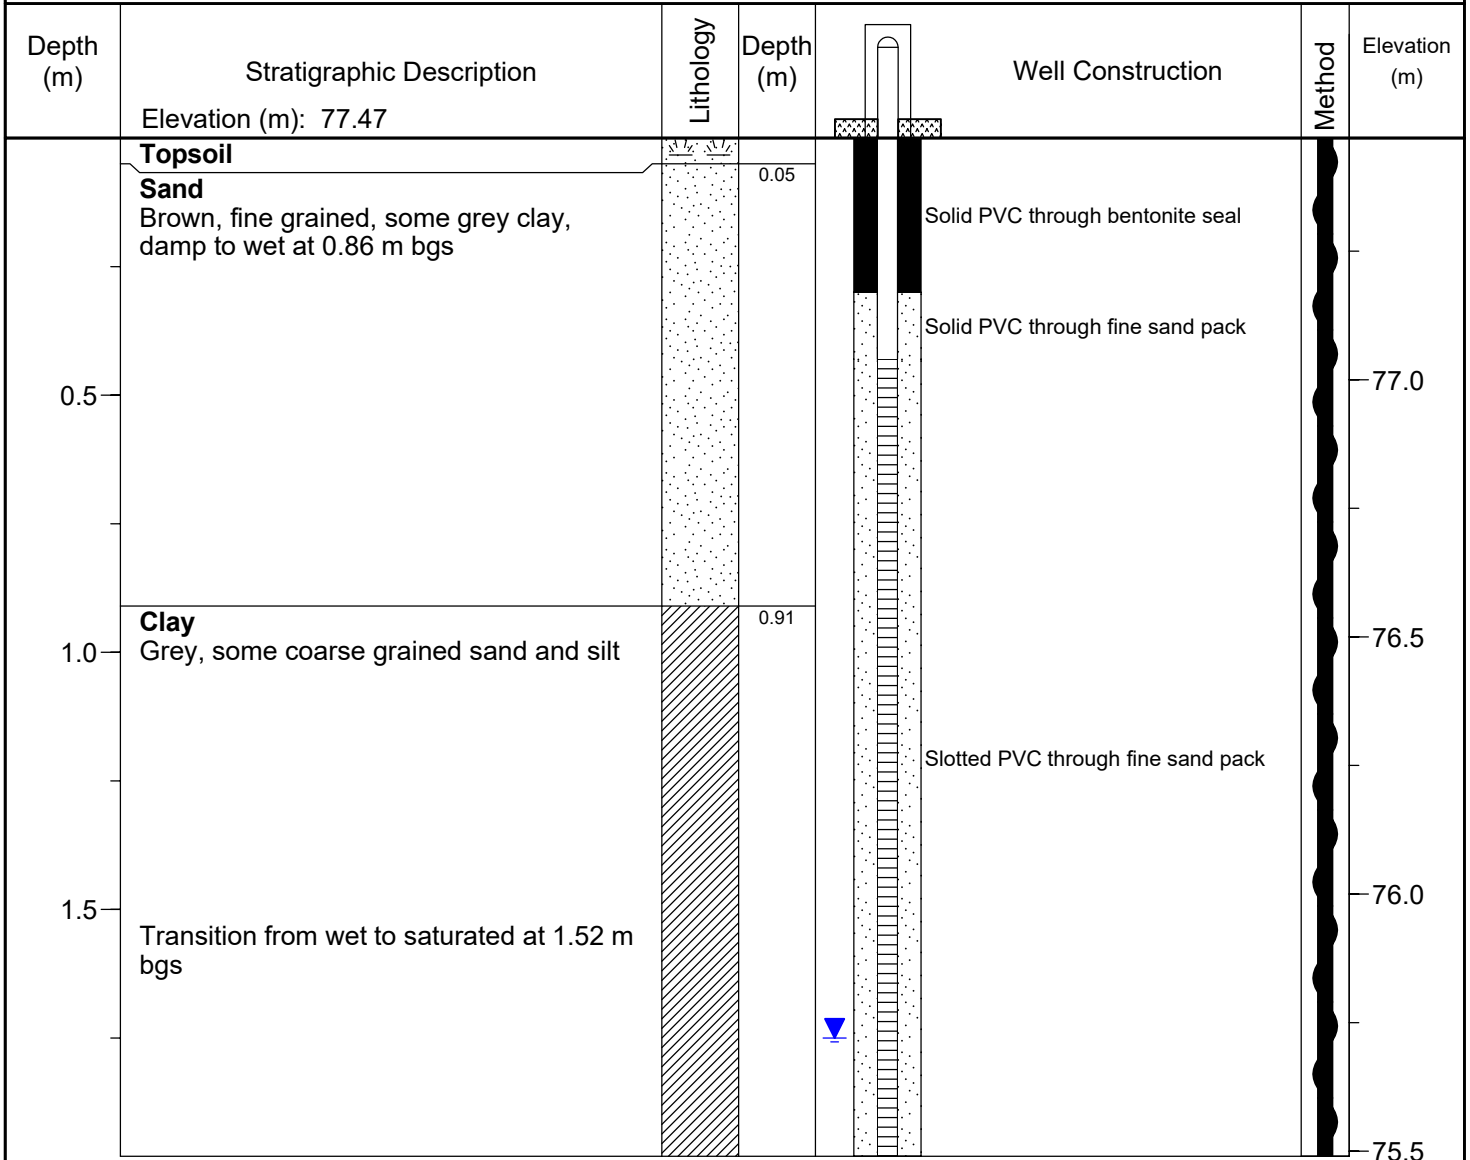 Depth
(m)
Stratigraphic Description
Elevation (m): 77.47
Lithology
Depth
(m)
Well Construction
Method
Elevation
(m)
Topsoil
0.05
Sand
Brown, fine grained, some grey clay,
damp to wet at 0.86 m bgs
Solid PVC through bentonite seal
Solid PVC through fine sand pack
0.5
77.0
0.91
Clay
Grey, some coarse grained sand and silt
1.0
76.5
Slotted PVC through fine sand pack
1.5
76.0
Transition from wet to saturated at 1.52 m
bgs
75.5